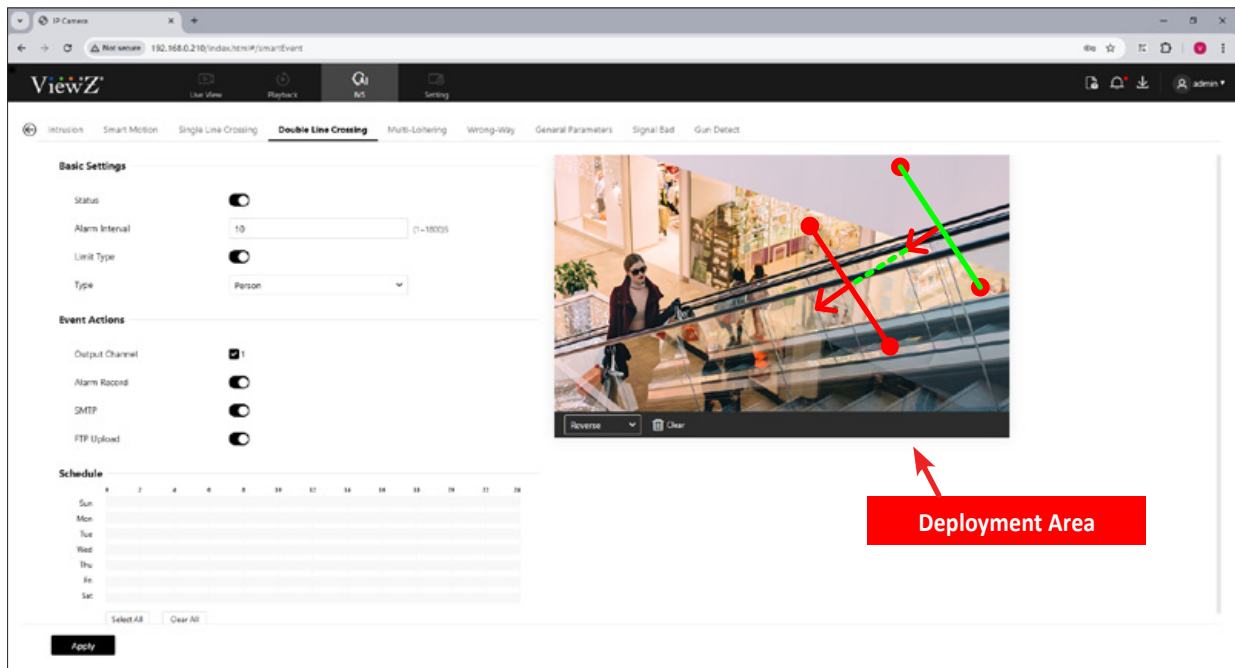 IP Camera
Not secure 192.168.0.210/index.html#/smartEvent
ViewZ
Live View Playback IVS Setting
admin
Intrusion Smart Motion Single Line Crossing Double Line Crossing Multi-Loitering Wrong-Way General Parameters Signal Bad Gun Detect
Basic Settings
Status
Alarm Interval 10 (1~1800)S
Limit Type
Type Person
Event Actions
Output Channel 1
Alarm Record
SMTP
FTP Upload
Reverse Clear
Schedule
0 2 4 6 8 10 12 14 16 18 20 22 24
Sun
Mon
Tue
Wed
Thu
Fri
Sat
Select All Clear All
Apply
Deployment Area